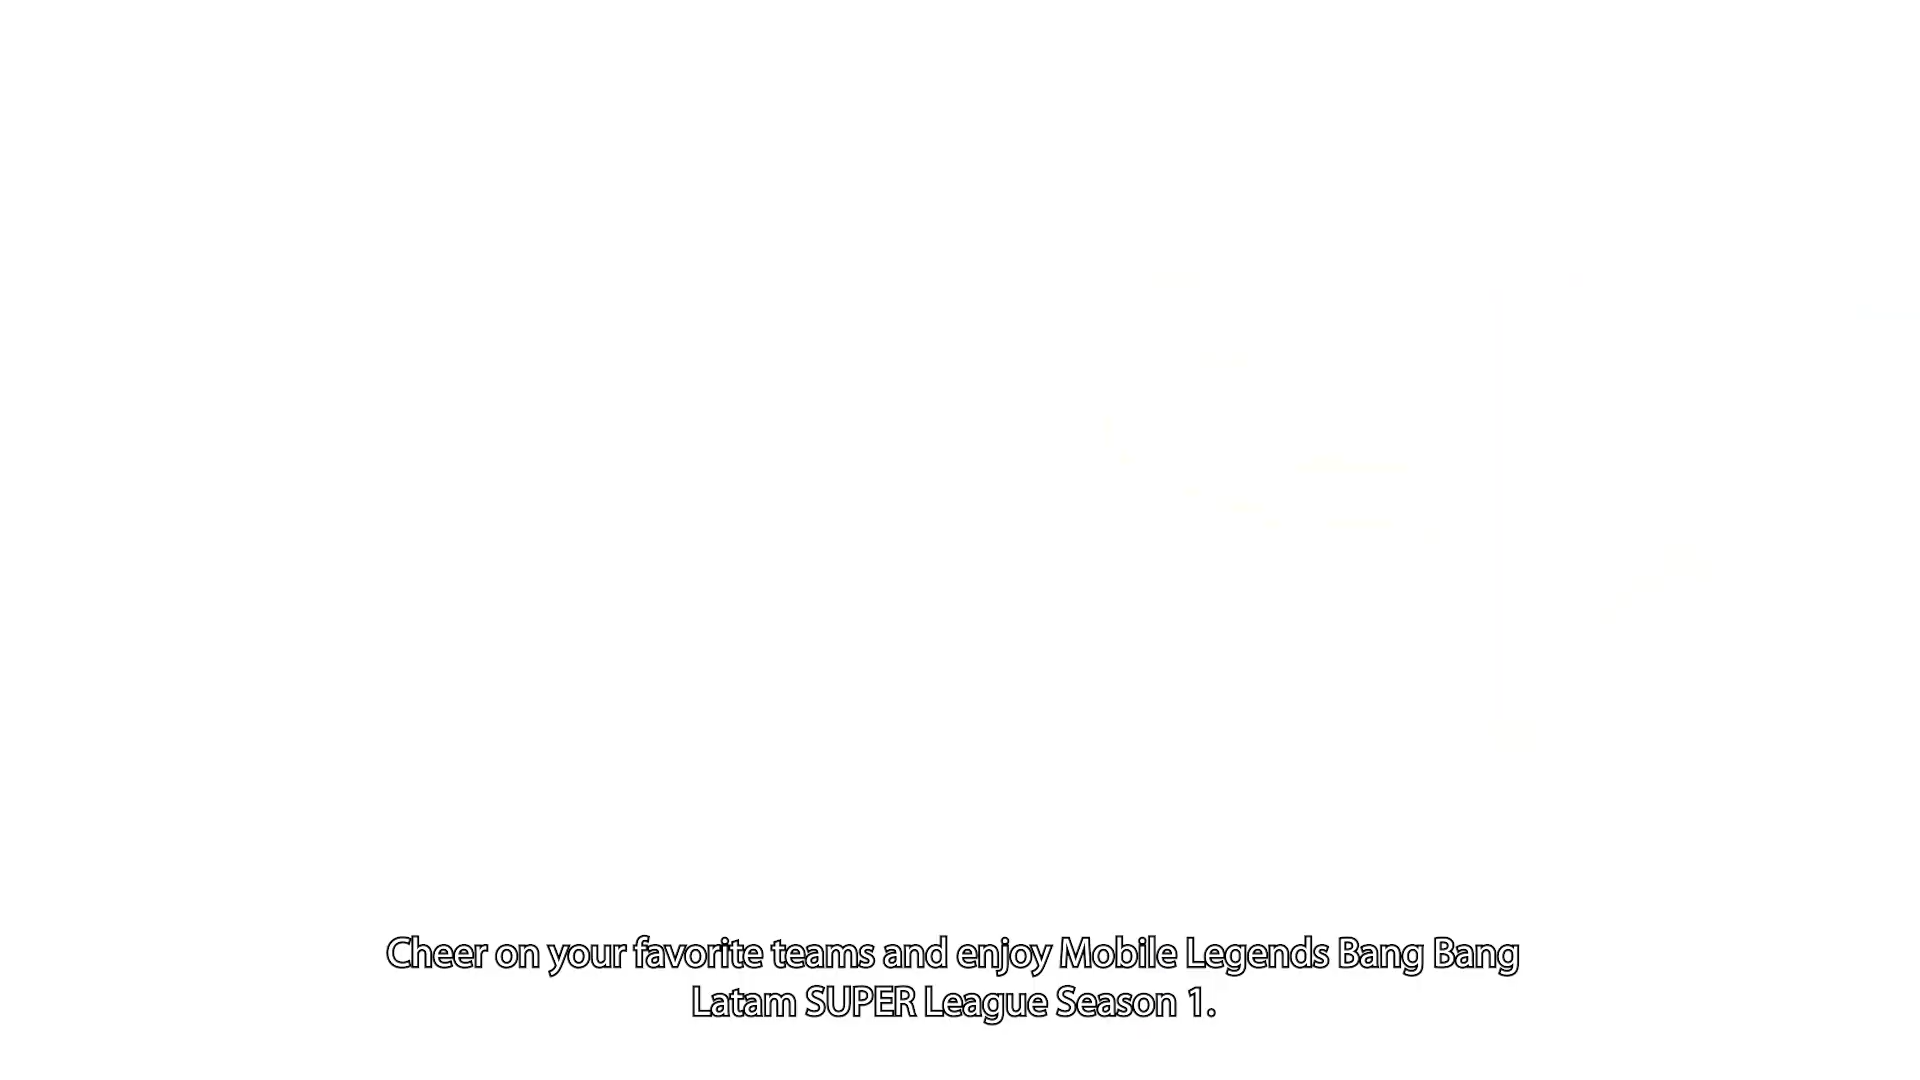 Cheer on your favorite teams and enjoy Mobile Legends Bang Bang
Latam SUPER League Season 1.